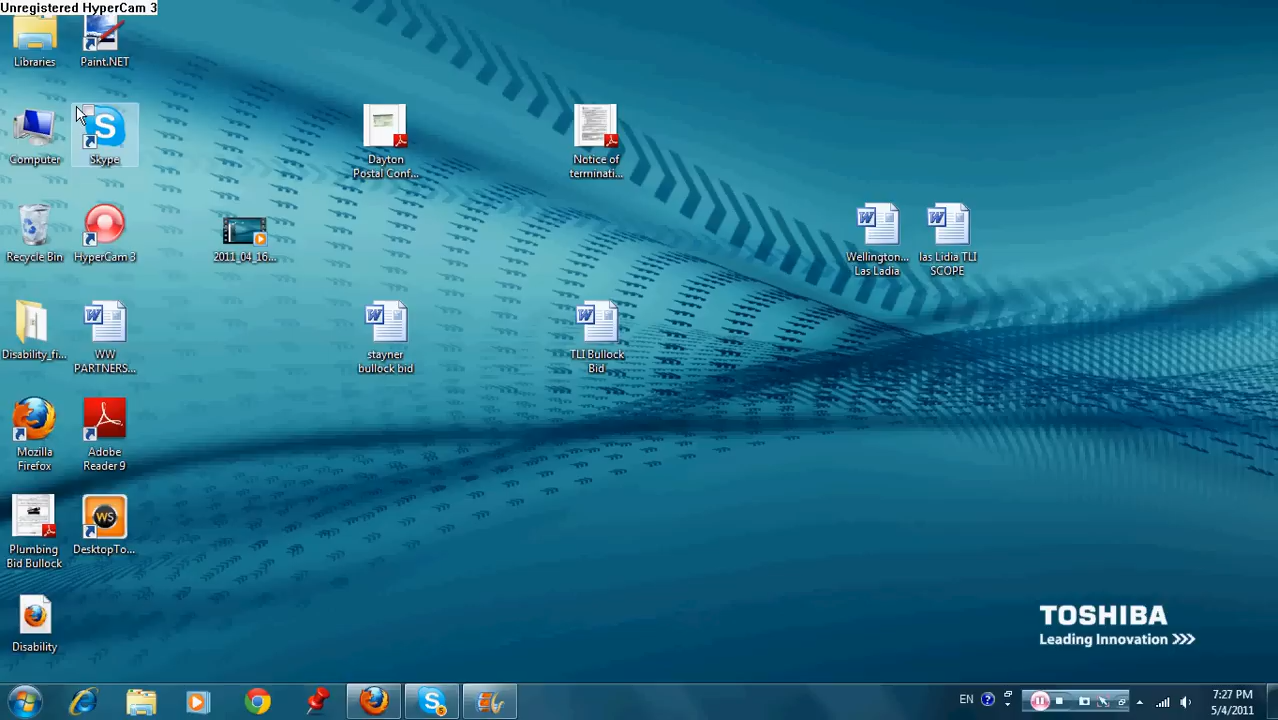 Unregistered HyperCam 3
Libraries
Paint.NET
Computer
Skype
Dayton
Postal Conf...
Notice of
terminati...
Recycle Bin
HyperCam 3
2011_04_16...
Wellington...
Las Ladia
las Lidia TLI
SCOPE
Disability_fi...
WW
PARTNERS...
stayner
bullock bid
TLI Bullock
Bid
Mozilla
Firefox
Adobe
Reader 9
Plumbing
Bid Bullock
WS
DesktopTo...
Disability
TOSHIBA
Leading Innovation >>>
EN
7:27 PM
5/4/2011